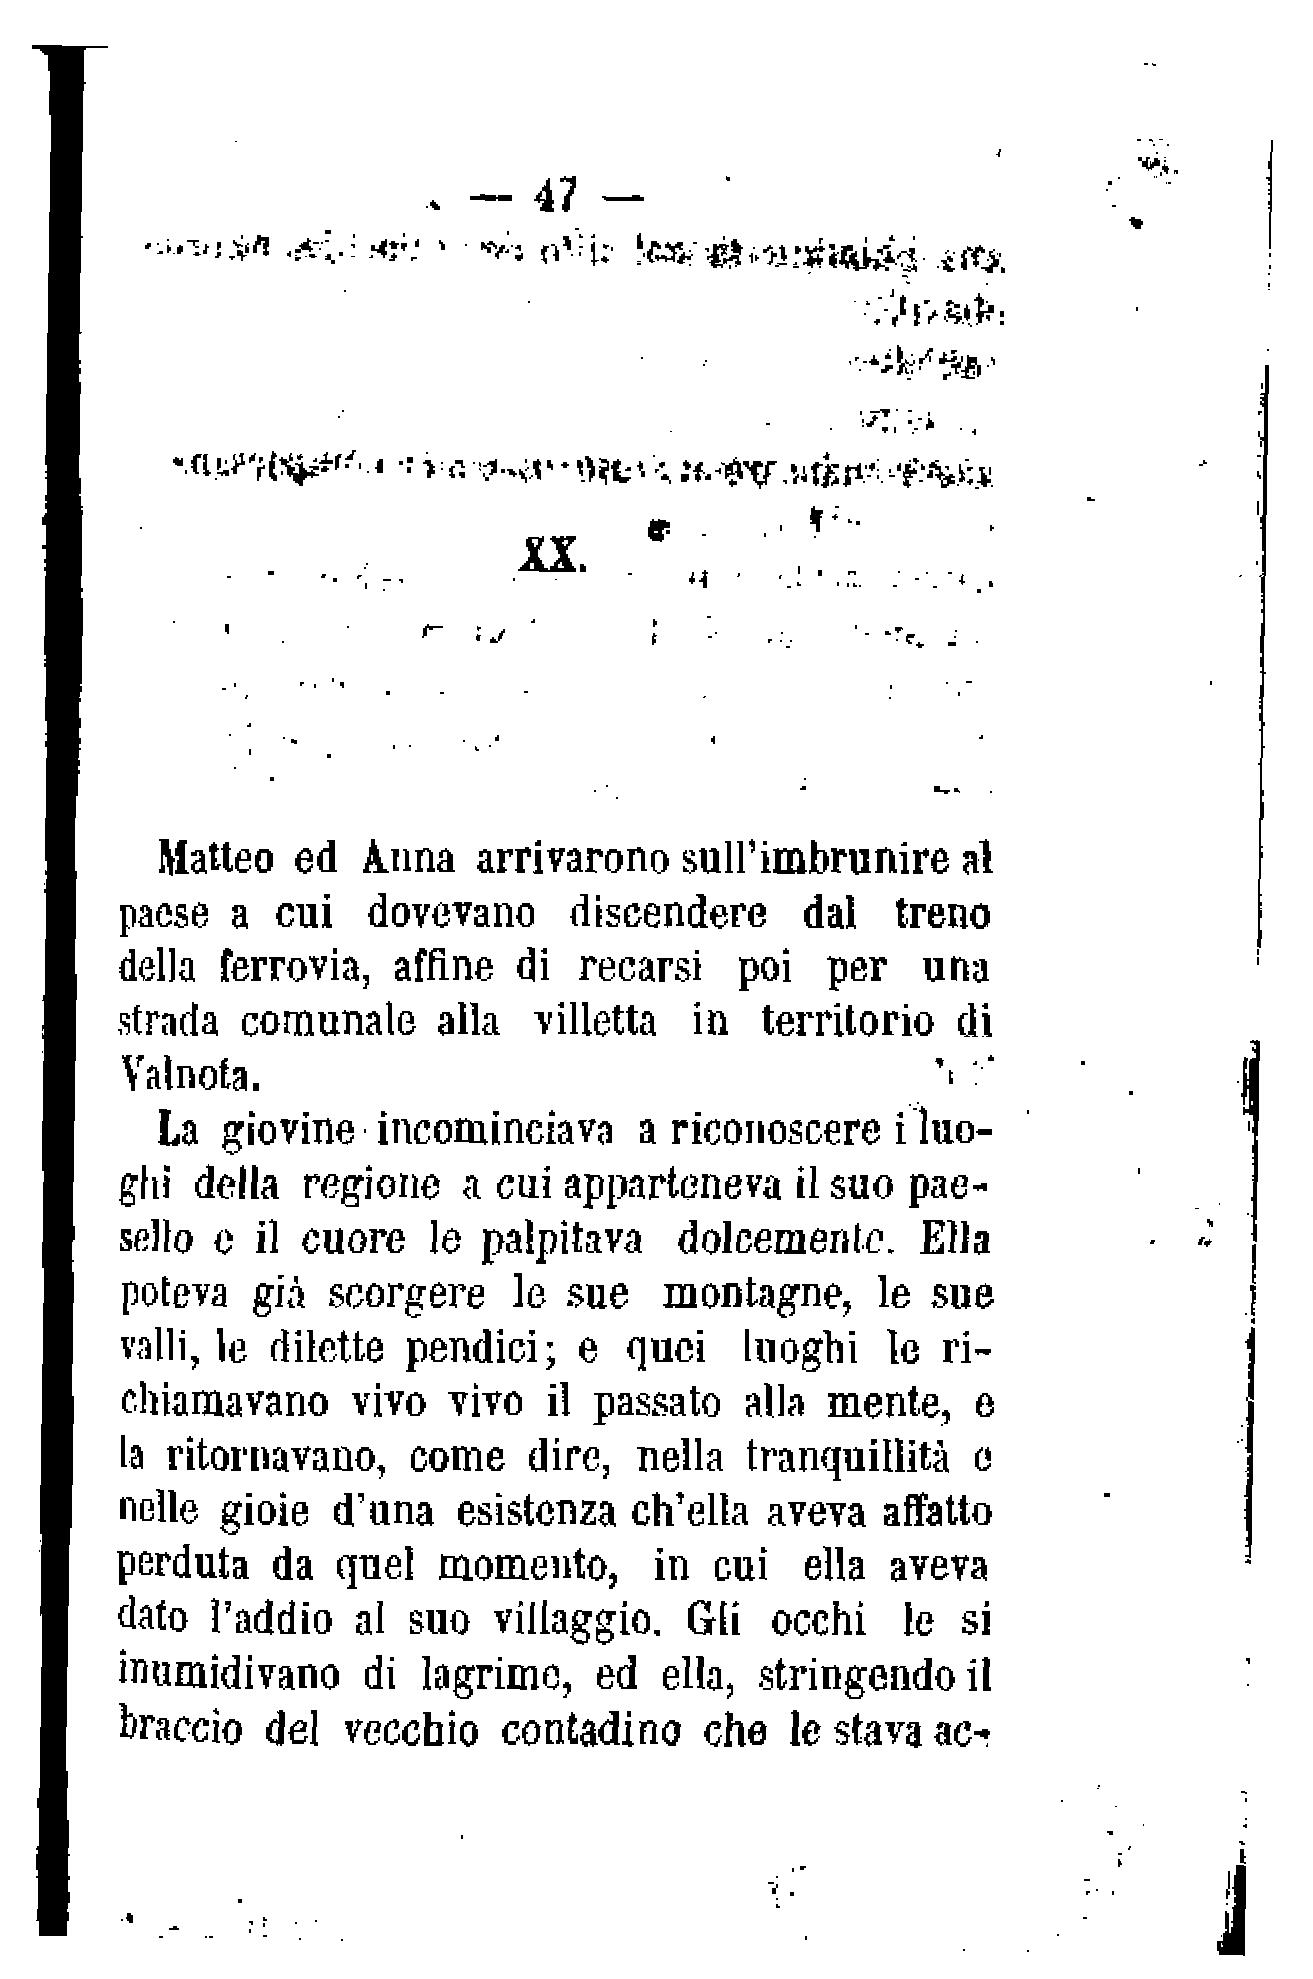 — 47 —
XX.
Matteo ed Anna arrivarono sull'imbrunire al
paese a cui dovevano discendere dal treno
della ferrovia, affine di recarsi poi per una
strada comunale alla villetta in territorio di
Valnota.
La giovine incominciava a riconoscere i luo-
ghi della regione a cui apparteneva il suo pae-
sello e il cuore le palpitava dolcemente. Ella
poteva già scorgere le sue montagne, le sue
valli, le dilette pendici; e quei luoghi le ri-
chiamavano vivo vivo il passato alla mente, e
la ritornavano, come dire, nella tranquillità e
nelle gioie d'una esistenza ch'ella aveva affatto
perduta da quel momento, in cui ella aveva
dato l'addio al suo villaggio. Gli occhi le si
inumidivano di lagrime, ed ella, stringendo il
braccio del vecchio contadino che le stava ac-